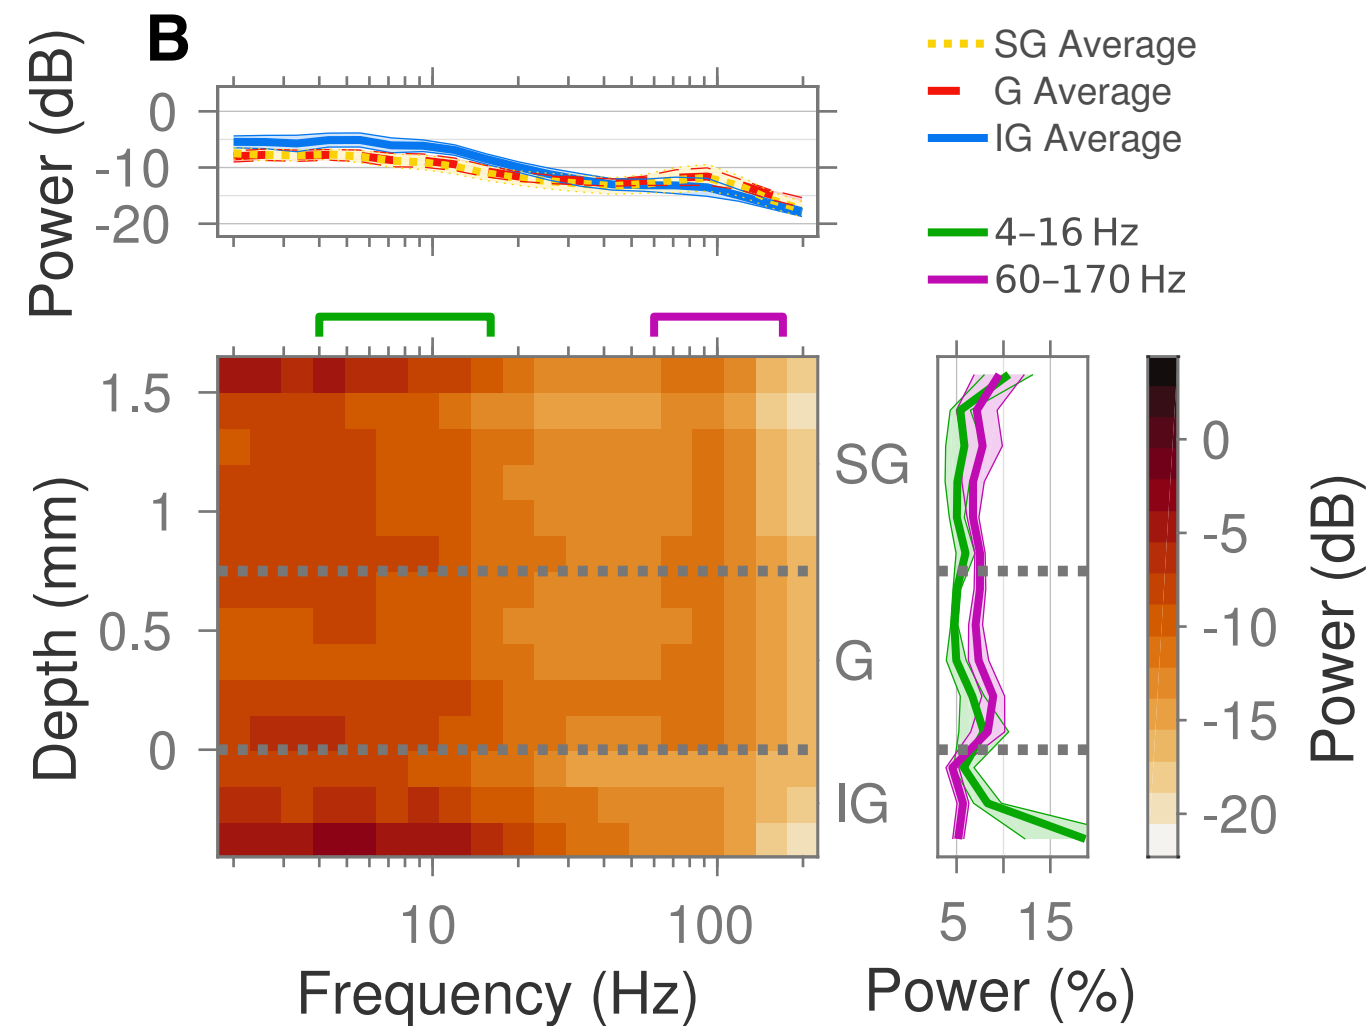 B
SG Average
G Average
IG Average
4–16 Hz
60–170 Hz
Power (dB)
0
-10
-20
Depth (mm)
1.5
1
0.5
0
SG
G
IG
10
100
Frequency (Hz)
5
15
Power (%)
0
-5
-10
-15
-20
Power (dB)